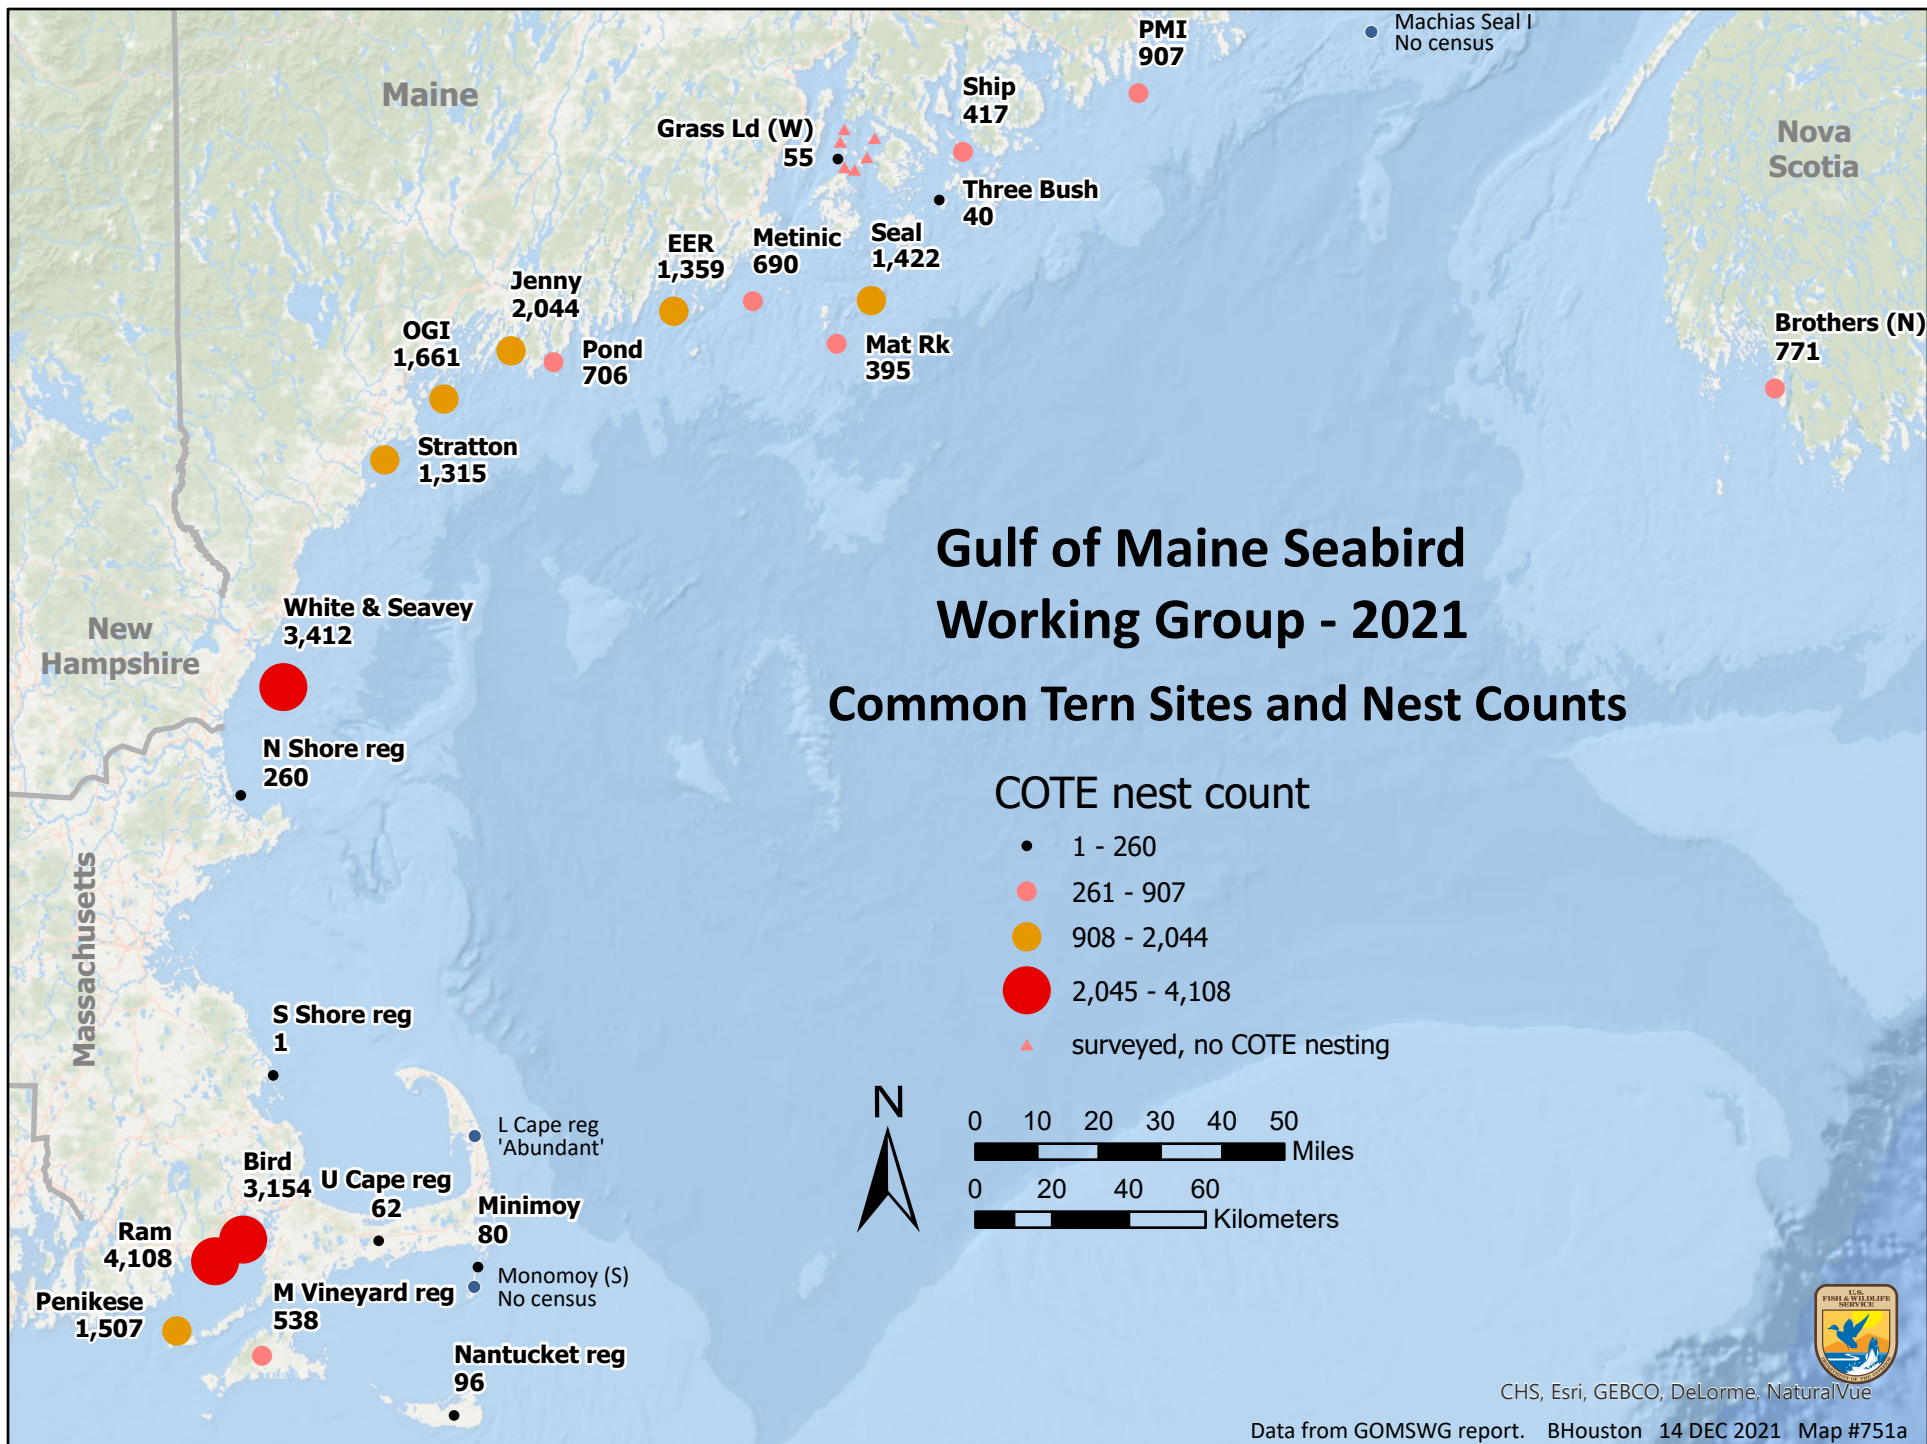 Machias Seal I
No census
PMI
907
Maine
Ship
417
Grass Ld (W)
55
Nova
Scotia
Three Bush
40
EER
1,359
Metinic
690
Seal
1,422
Jenny
2,044
OGI
1,661
Pond
706
Mat Rk
395
Brothers (N)
771
Stratton
1,315
Gulf of Maine Seabird
Working Group - 2021
Common Tern Sites and Nest Counts
White & Seavey
3,412
New
Hampshire
N Shore reg
260
COTE nest count
1 - 260
261 - 907
908 - 2,044
2,045 - 4,108
surveyed, no COTE nesting
Massachusetts
S Shore reg
1
N
0 10 20 30 40 50
Miles
0 20 40 60
Kilometers
L Cape reg
'Abundant'
Bird
3,154
U Cape reg
62
Minimoy
80
Ram
4,108
Monomoy (S)
No census
Penikese
1,507
M Vineyard reg
538
Nantucket reg
96
U.S.
FISH & WILDLIFE
SERVICE
CHS, Esri, GEBCO, DeLorme, NaturalVue
Data from GOMSWG report. BHouston 14 DEC 2021 Map #751a